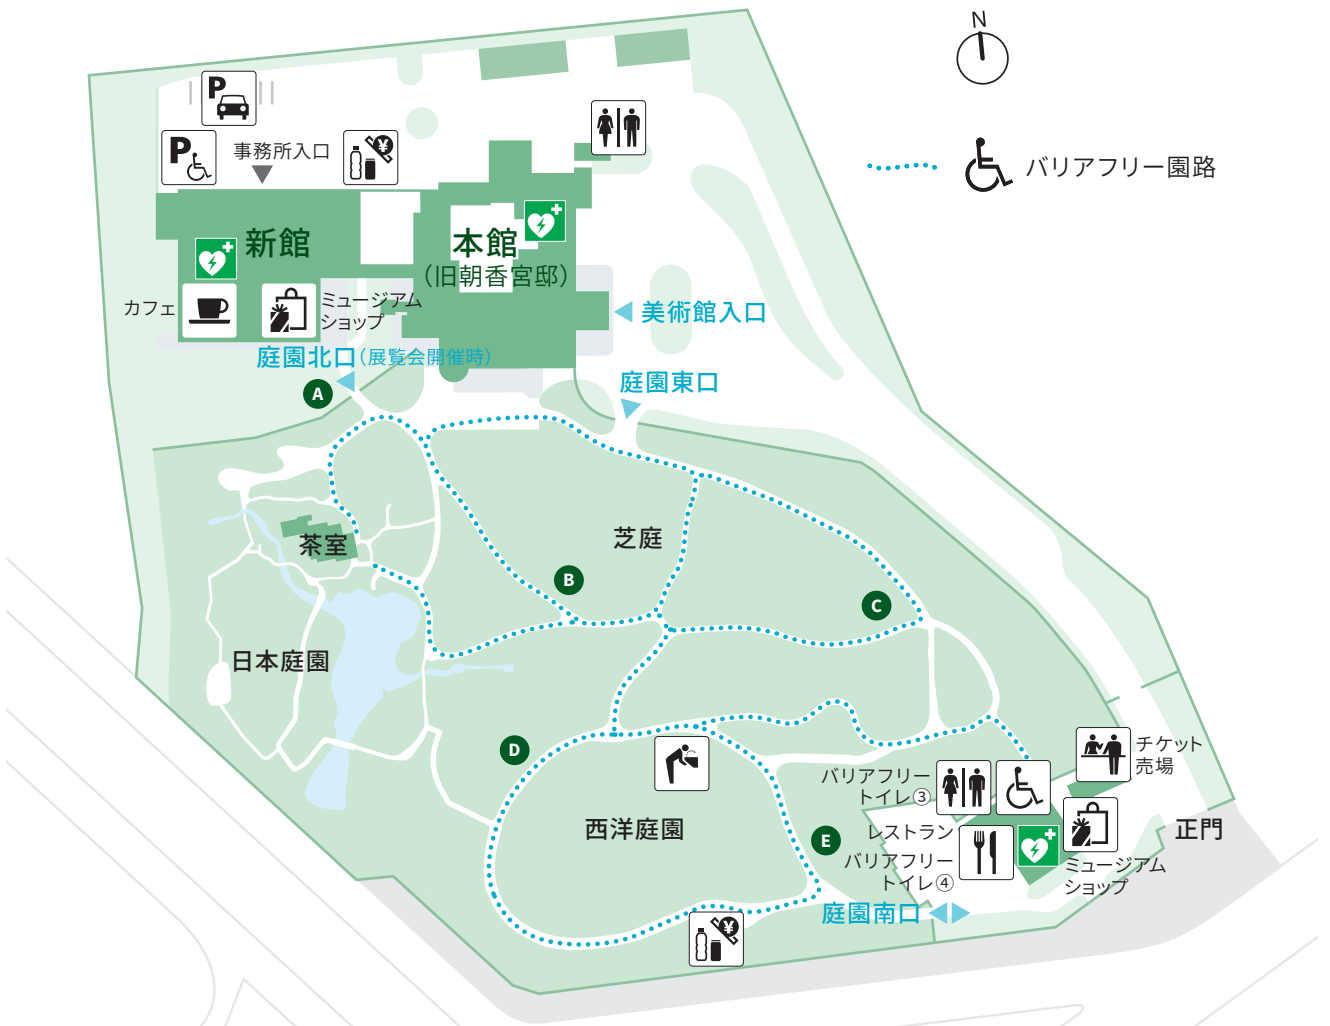 N
バリアフリー園路
P
P
事務所入口
¥
新館
本館
(旧朝香宮邸)
カフェ
ミュージアム
ショップ
美術館入口
庭園北口(展覧会開催時)
A
庭園東口
芝庭
茶室
B
C
日本庭園
D
西洋庭園
E
チケット
売場
バリアフリー
トイレ③
レストラン
バリアフリー
トイレ④
ミュージアム
ショップ
正門
庭園南口
¥